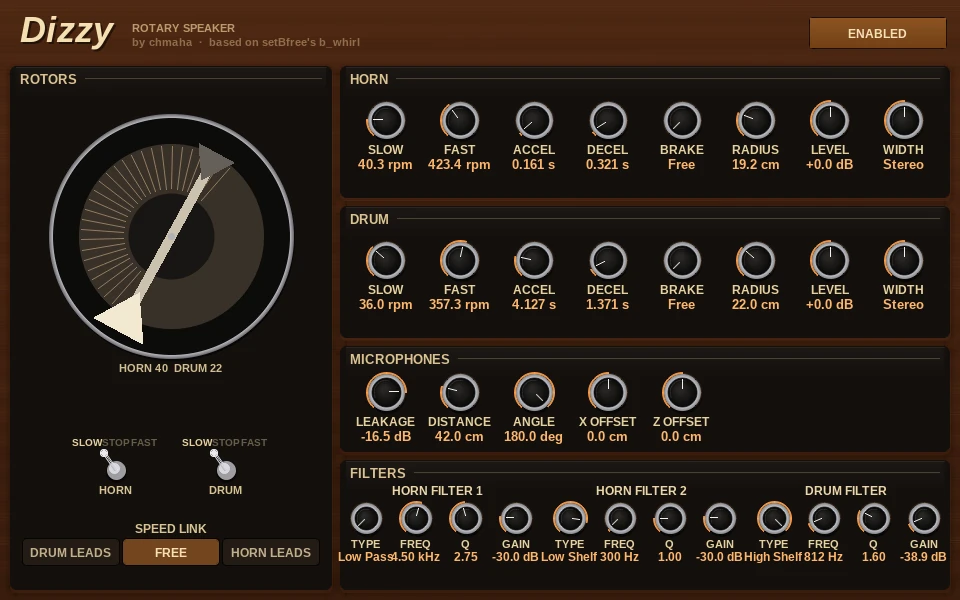 Dizzy
ROTARY SPEAKER
by chmaha · based on setBfree's b_whirl
ENABLED
ROTORS
HORN 40 DRUM 22
SLOW STOP FAST SLOW STOP FAST
HORN DRUM
SPEED LINK
DRUM LEADS FREE HORN LEADS
HORN
SLOW FAST ACCEL DECEL BRAKE RADIUS LEVEL WIDTH
40.3 rpm 423.4 rpm 0.161 s 0.321 s Free 19.2 cm +0.0 dB Stereo
DRUM
SLOW FAST ACCEL DECEL BRAKE RADIUS LEVEL WIDTH
36.0 rpm 357.3 rpm 4.127 s 1.371 s Free 22.0 cm +0.0 dB Stereo
MICROPHONES
LEAKAGE DISTANCE ANGLE X OFFSET Z OFFSET
-16.5 dB 42.0 cm 180.0 deg 0.0 cm 0.0 cm
FILTERS
HORN FILTER 1 HORN FILTER 2 DRUM FILTER
TYPE FREQ Q GAIN TYPE FREQ Q GAIN TYPE FREQ Q GAIN
Low Pass 4.50 kHz 2.75 -30.0 dB Low Shelf 300 Hz 1.00 -30.0 dB High Shelf 812 Hz 1.60 -38.9 dB